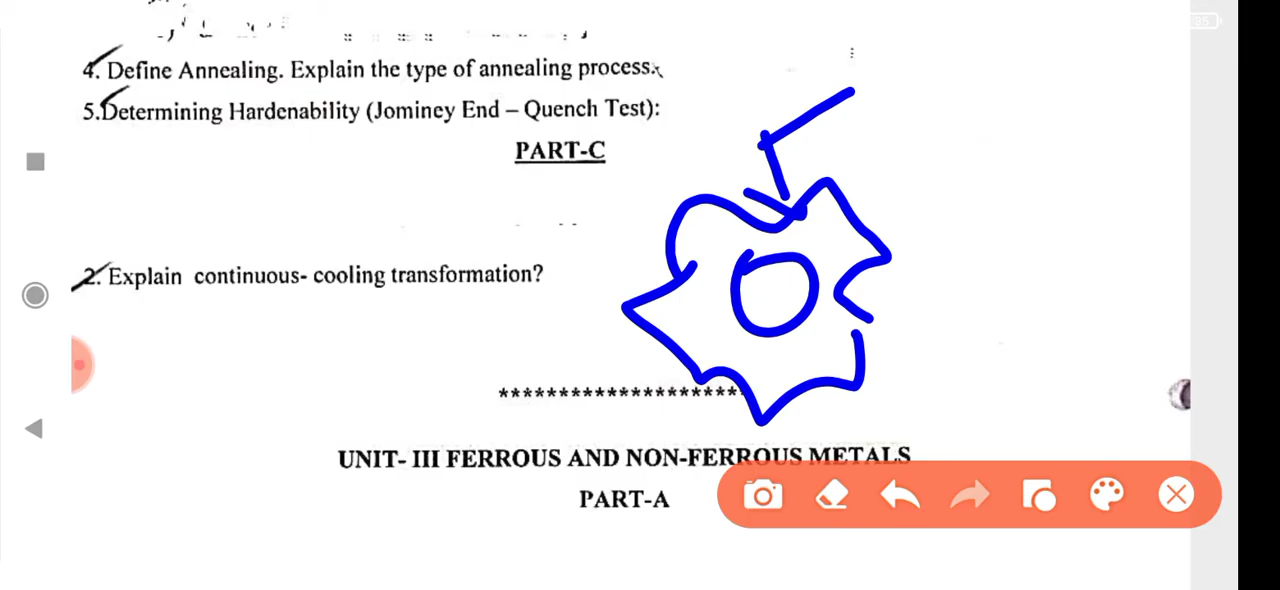 4. Define Annealing. Explain the type of annealing process.
5.Determining Hardenability (Jominey End – Quench Test):
PART-C
2. Explain continuous- cooling transformation?
*********************
UNIT- III FERROUS AND NON-FERROUS METALS
PART-A